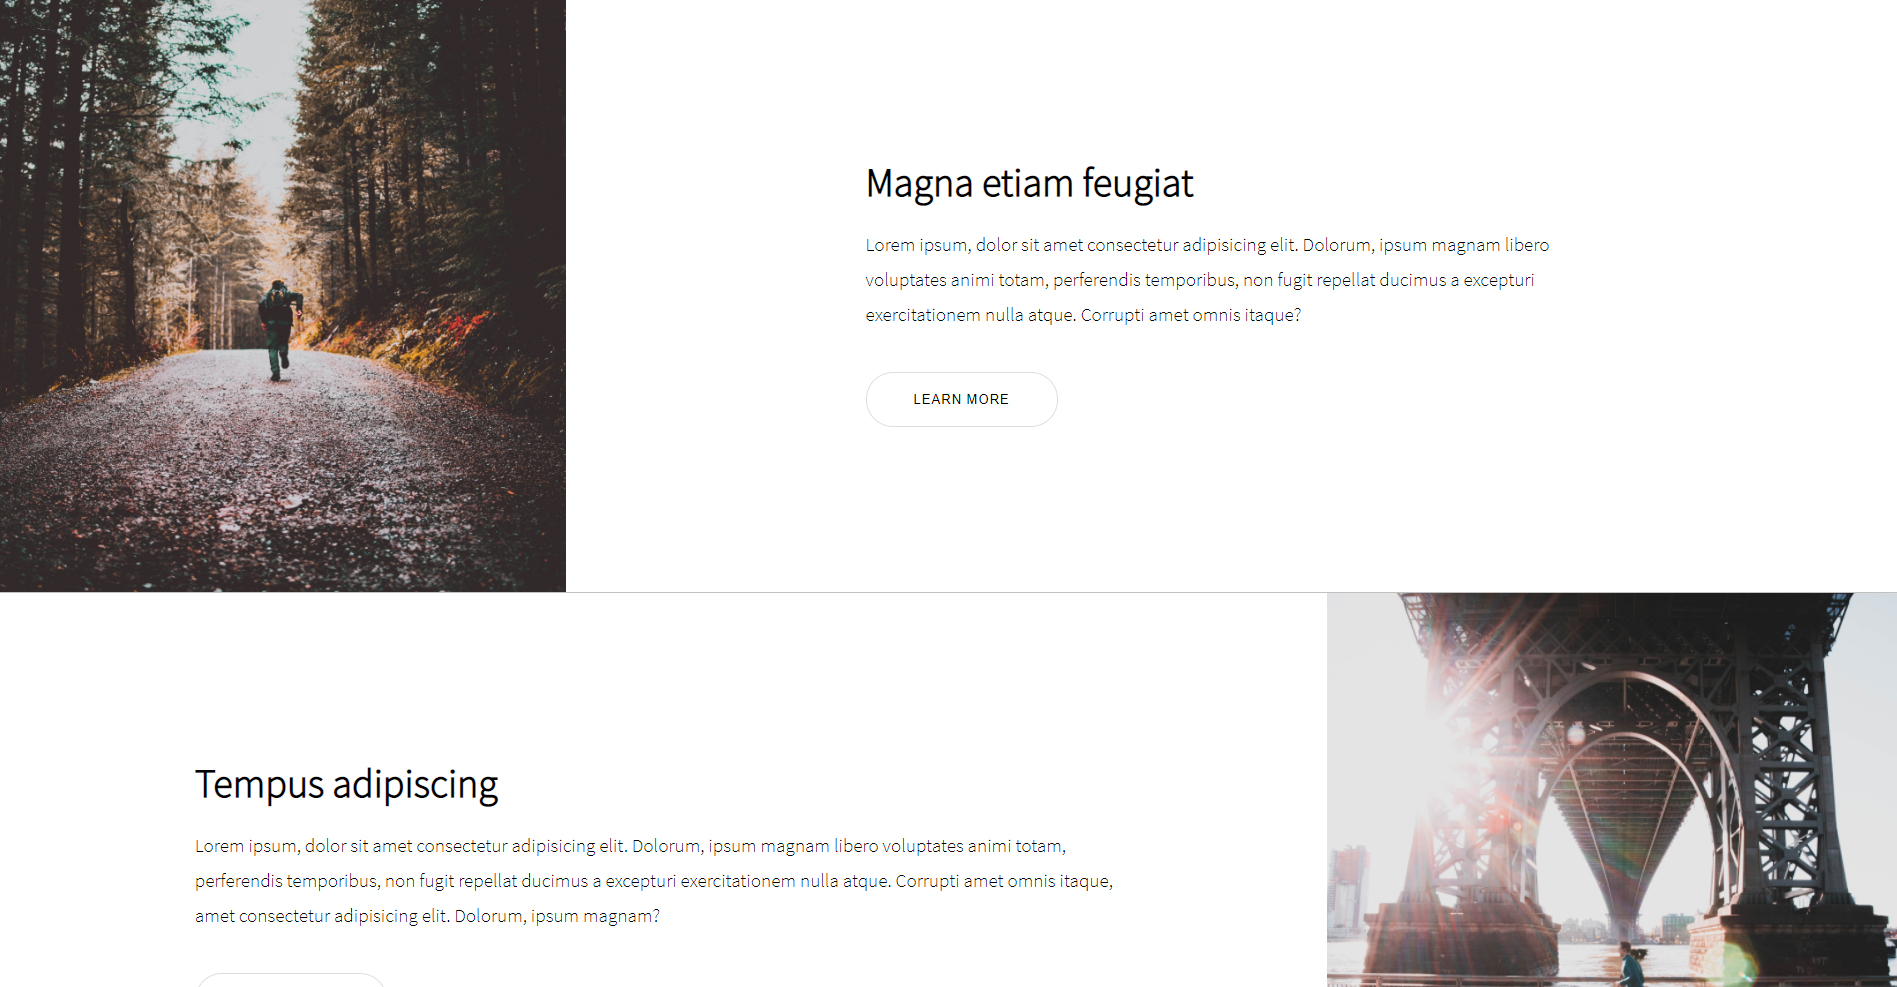 Magna etiam feugiat
Lorem ipsum, dolor sit amet consectetur adipisicing elit. Dolorum, ipsum magnam libero
voluptates animi totam, perferendis temporibus, non fugit repellat ducimus a excepturi
exercitationem nulla atque. Corrupti amet omnis itaque?
LEARN MORE
Tempus adipiscing
Lorem ipsum, dolor sit amet consectetur adipisicing elit. Dolorum, ipsum magnam libero voluptates animi totam,
perferendis temporibus, non fugit repellat ducimus a excepturi exercitationem nulla atque. Corrupti amet omnis itaque,
amet consectetur adipisicing elit. Dolorum, ipsum magnam?